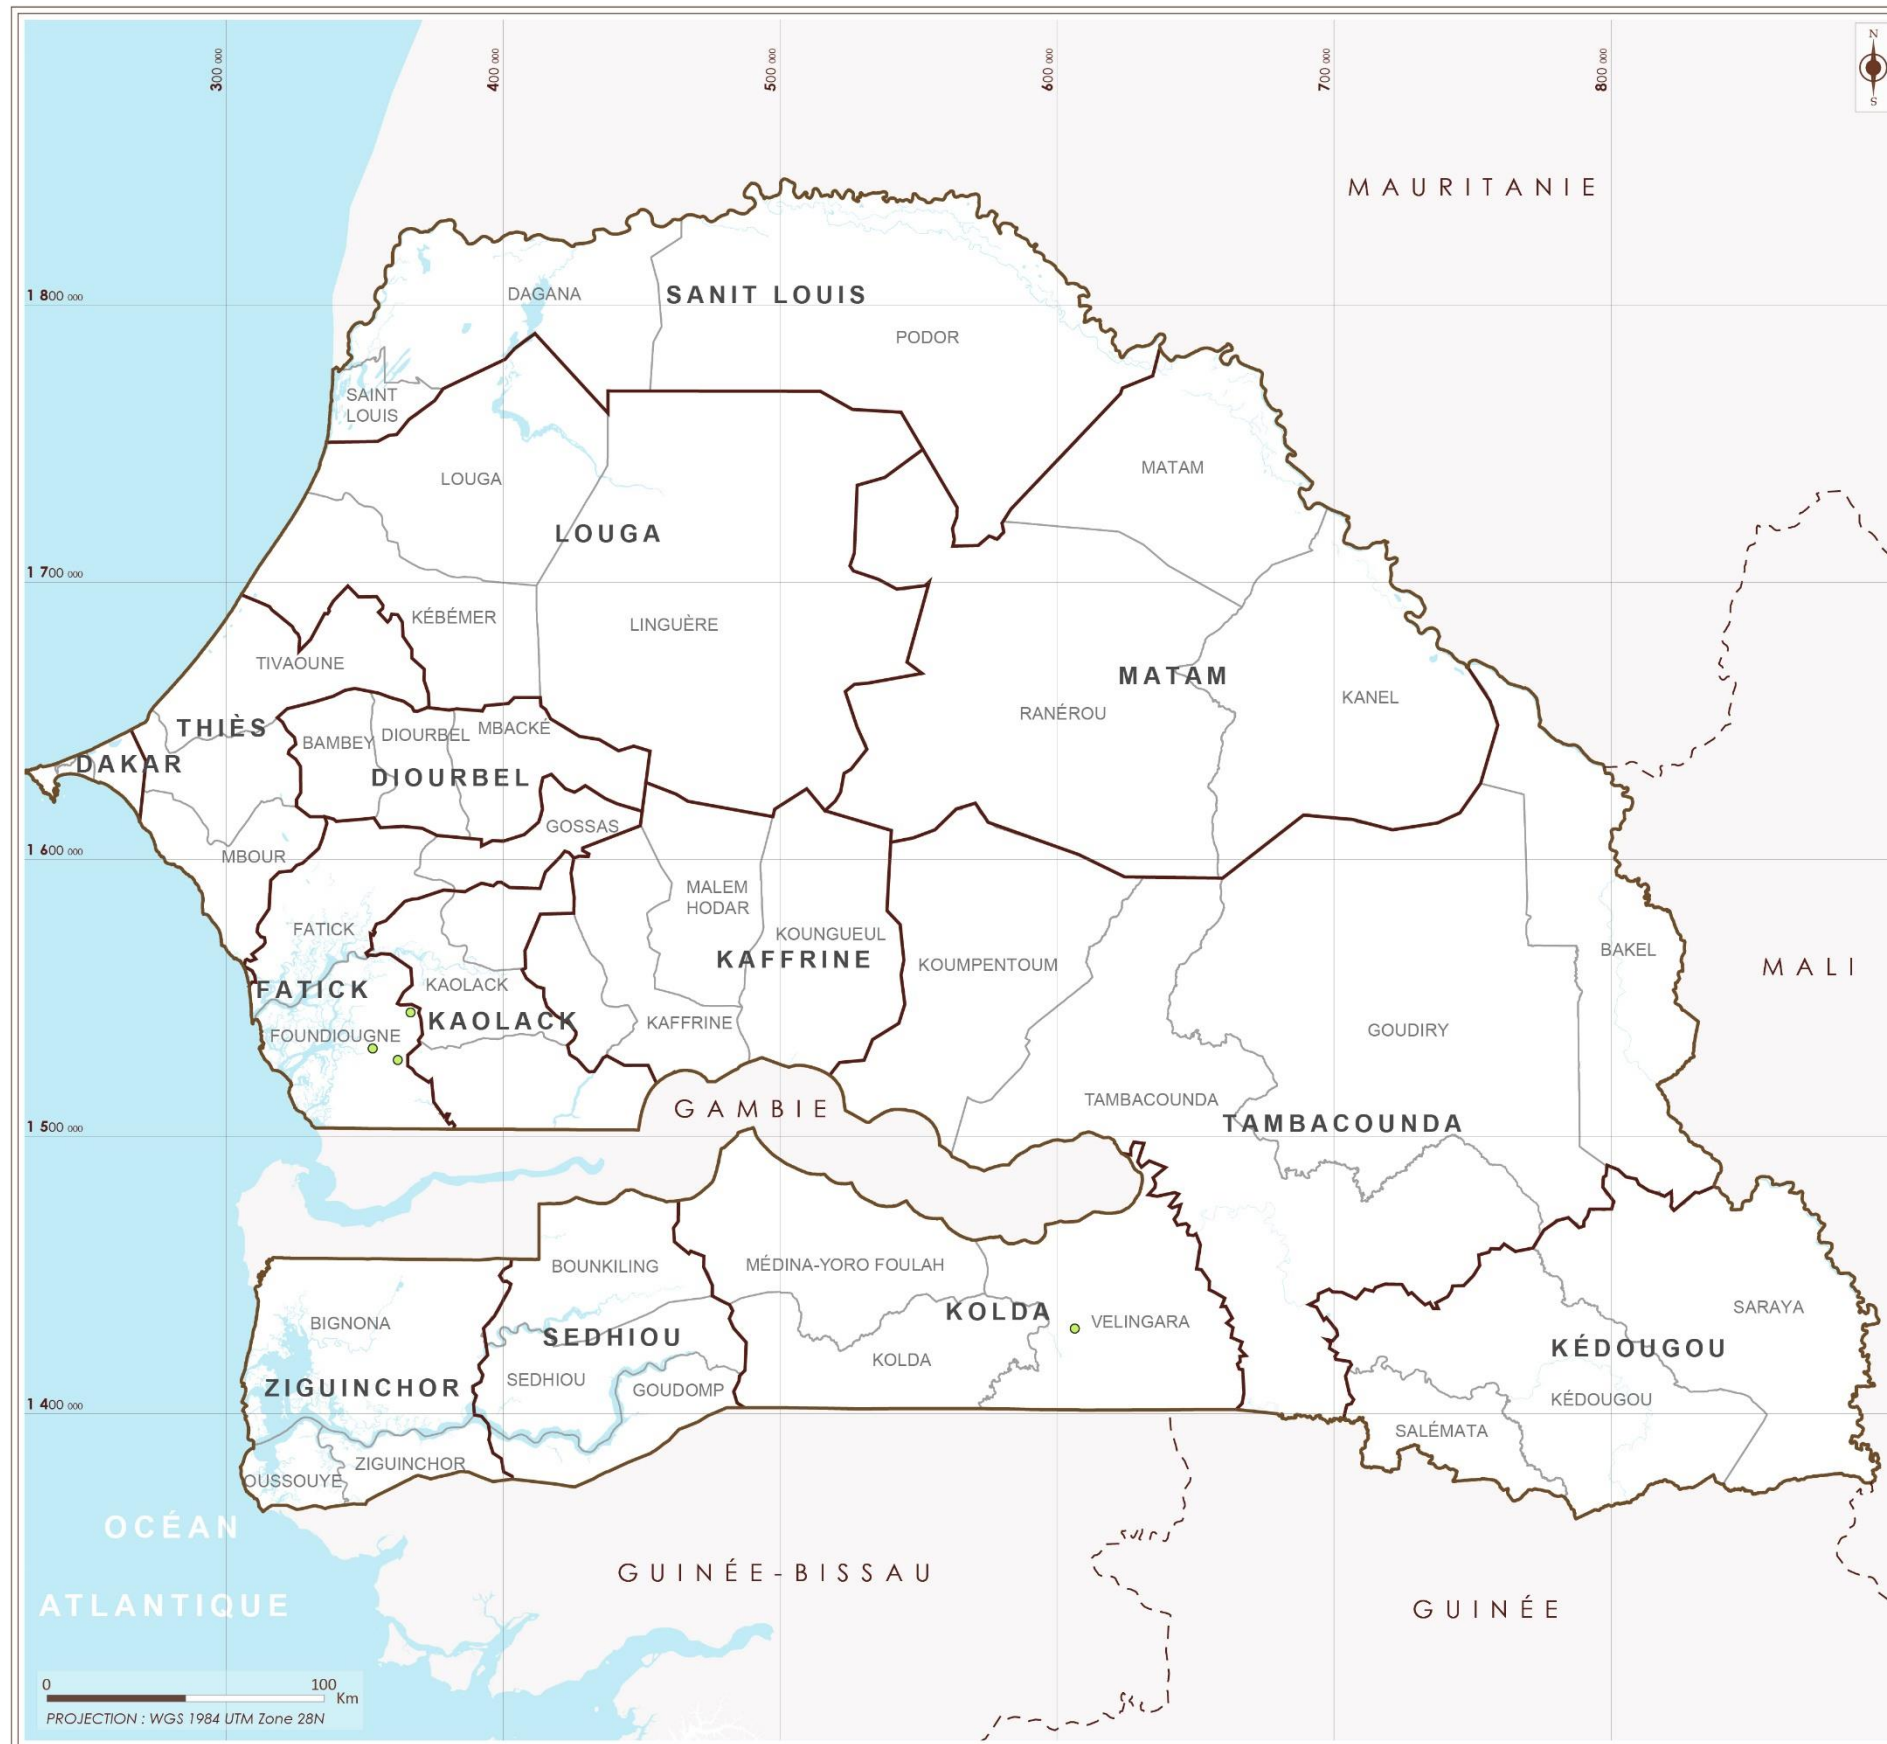 300 000
400 000
500 000
600 000
700 000
800 000
N
S
MAURITANIE
1 800 000
DAGANA
SANIT LOUIS
PODOR
SAINT
LOUIS
MATAM
LOUGA
LOUGA
1 700 000
KÉBÉMER
LINGUÈRE
TIVAOUNE
MATAM
KANEL
RANÉROU
THIÈS
BAMBEY
DIOURBEL
MBACKÉ
DAKAR
DIOURBEL
GOSSAS
1 600 000
MBOUR
MALEM
HODAR
FATICK
KOUNGUEUL
KAFFRINE
KOUMPENTOUM
BAKEL
MALI
FATICK
KAOLACK
KAOLACK
KAFFRINE
GOUDIRY
FOUNDIOUGNE
GAMBIE
TAMBACOUNDA
TAMBACOUNDA
1 500 000
BOUNKILING
MÉDINA-YORO FOULAH
KOLDA
VELINGARA
SARAYA
BIGNONA
SEDHIOU
KÉDOUGOU
KOLDA
SEDHIOU
ZIGUINCHOR
GOUDOMP
KÉDOUGOU
1 400 000
SALÉMATA
ZIGUINCHOR
OUSSOUYE
OCÉAN
ATLANTIQUE
GUINÉE-BISSAU
GUINÉE
0
100
Km
PROJECTION : WGS 1984 UTM Zone 28N